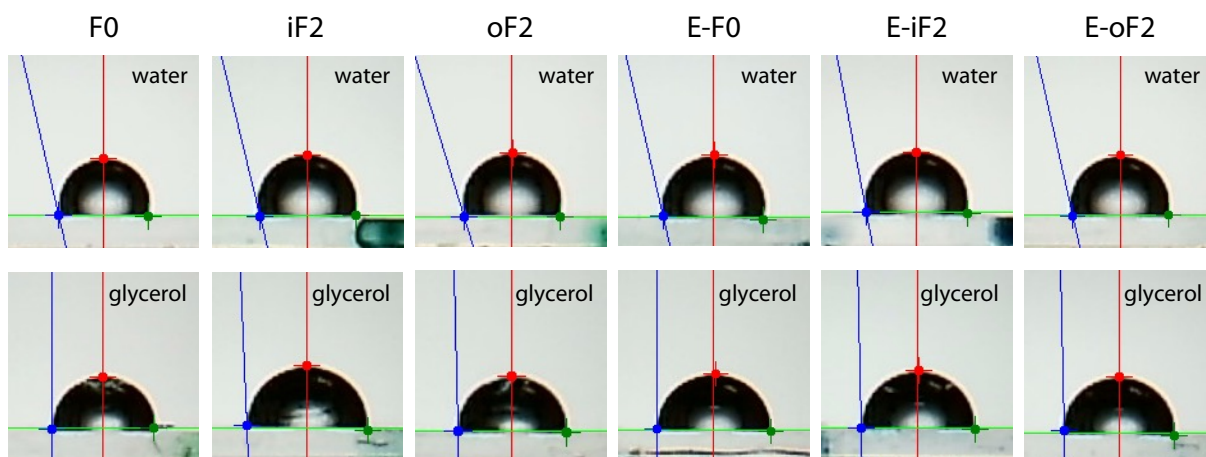 F0 iF2 oF2 E-F0 E-iF2 E-oF2
water water water water water water
glycerol glycerol glycerol glycerol glycerol glycerol